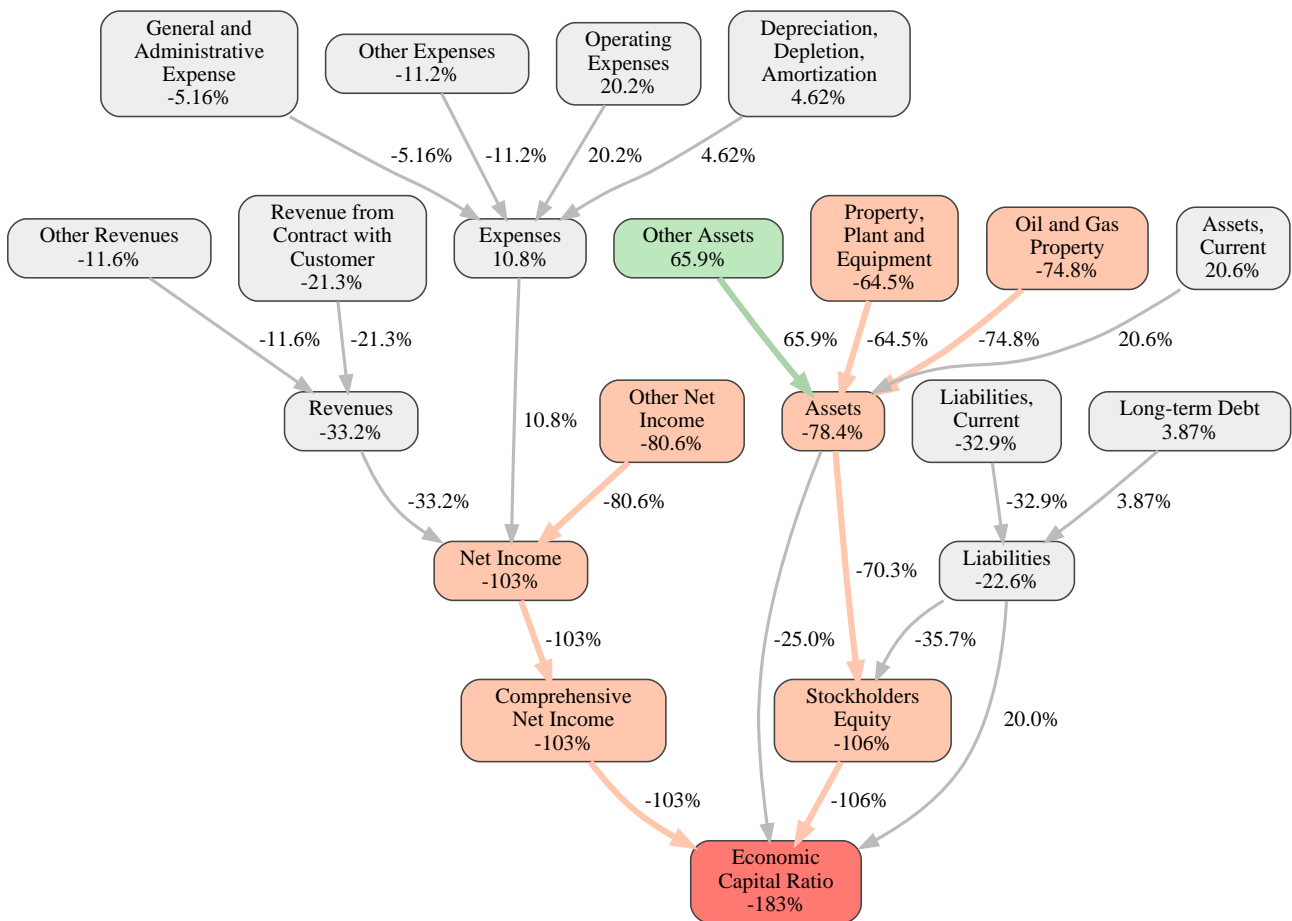 General and
Administrative
Expense
-5.16%
Other Expenses
-11.2%
Operating
Expenses
20.2%
Depreciation,
Depletion,
Amortization
4.62%
-5.16%
-11.2%
20.2%
4.62%
Other Revenues
-11.6%
Revenue from
Contract with
Customer
-21.3%
Expenses
10.8%
Other Assets
65.9%
Property,
Plant and
Equipment
-64.5%
Oil and Gas
Property
-74.8%
Assets,
Current
20.6%
-11.6%
-21.3%
65.9%
-64.5%
-74.8%
20.6%
Revenues
-33.2%
10.8%
Other Net
Income
-80.6%
Assets
-78.4%
Liabilities,
Current
-32.9%
Long-term Debt
3.87%
-33.2%
-80.6%
-32.9%
3.87%
Net Income
-103%
-70.3%
Liabilities
-22.6%
-103%
-25.0%
-35.7%
Comprehensive
Net Income
-103%
Stockholders
Equity
-106%
20.0%
-103%
-106%
Economic
Capital Ratio
-183%